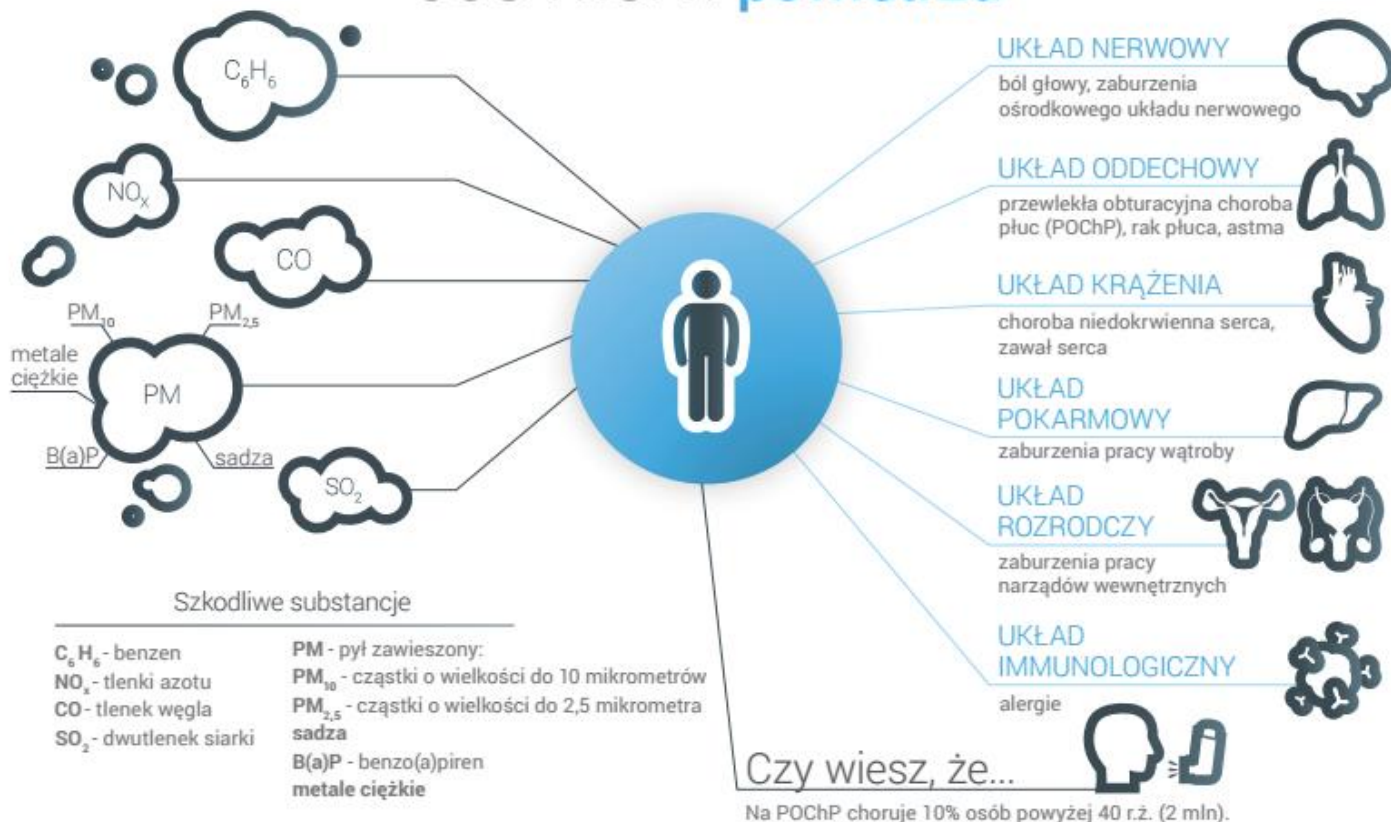 C₆H₆
NOₓ
CO
PM₁₀
PM₂,₅
metale
ciężkie
PM
B(a)P
sadza
SO₂
UKŁAD NERWOWY
ból głowy, zaburzenia
ośrodkowego układu nerwowego
UKŁAD ODDECHOWY
przewlekła obturacyjna choroba
płuc (POChP), rak płuca, astma
UKŁAD KRĄŻENIA
choroba niedokrwienna serca,
zawał serca
UKŁAD
POKARMOWY
zaburzenia pracy wątroby
UKŁAD
ROZRODCZY
zaburzenia pracy
narządów wewnętrznych
UKŁAD
IMMUNOLOGICZNY
alergie
Szkodliwe substancje
C₆H₆ - benzen
NOₓ - tlenki azotu
CO - tlenek węgla
SO₂ - dwutlenek siarki
PM - pył zawieszony:
PM₁₀ - cząstki o wielkości do 10 mikrometrów
PM₂,₅ - cząstki o wielkości do 2,5 mikrometra
sadza
B(a)P - benzo(a)piren
metale ciężkie
Czy wiesz, że...
Na POChP choruje 10% osób powyżej 40 r.ż. (2 mln).